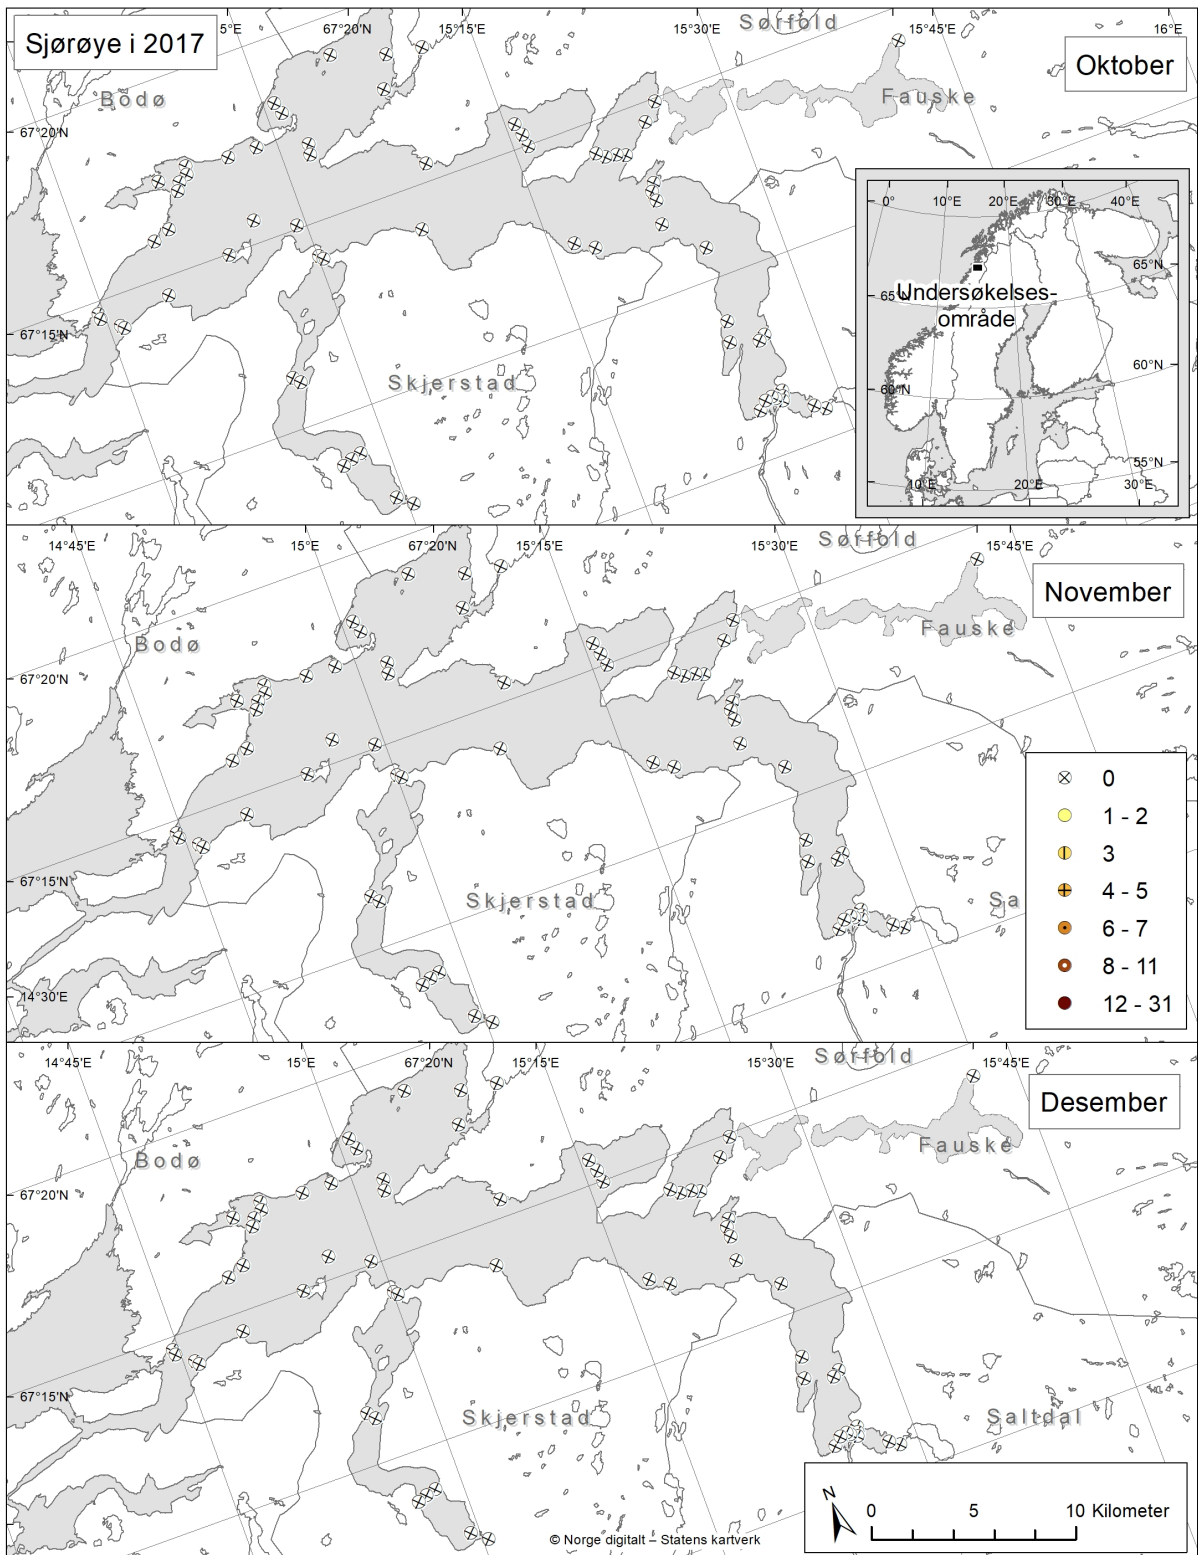 Sjørøye i 2017
5°E
67°20'N
15°15'E
15°30'E
Sørfold
15°45'E
16°E
Oktober
Bodø
Fauske
67°20'N
0°
10°E
20°E
30°E
40°E
65°N
65°N
Undersøkelses-
område
60°N
60°N
55°N
10°E
20°E
30°E
67°15'N
Skjerstad
14°45'E
15°E
67°20'N
15°15'E
15°30'E
Sørfold
15°45'E
November
Bodø
Fauske
67°20'N
0
1 - 2
3
4 - 5
6 - 7
8 - 11
12 - 31
67°15'N
Skjerstad
Sa
14°30'E
14°45'E
15°E
67°20'N
15°15'E
15°30'E
Sørfold
15°45'E
Desember
Bodø
Fauske
67°20'N
67°15'N
Skjerstad
Saltdal
N
0 5 10 Kilometer
© Norge digitalt – Statens kartverk